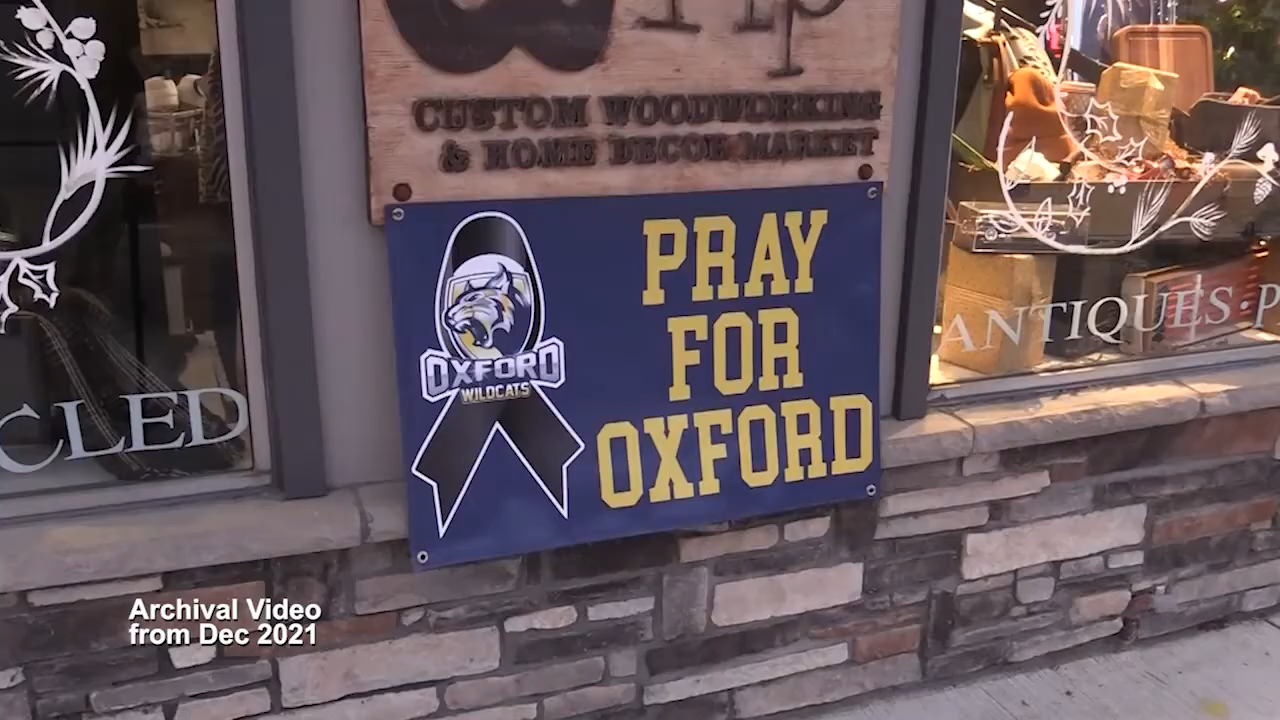 CUSTOM WOODWORKING
& HOME DECOR MARKET
PRAY
FOR
OXFORD
OXFORD
WILDCATS
ANTIQUES·P
CLED
Archival Video
from Dec 2021